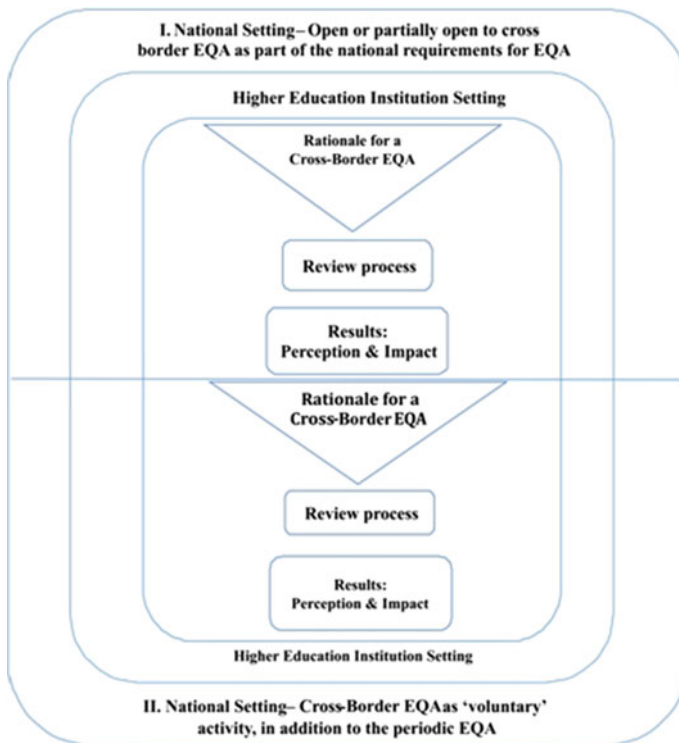 I. National Setting– Open or partially open to cross
border EQA as part of the national requirements for EQA
Higher Education Institution Setting
Rationale for a
Cross-Border EQA
Review process
Results:
Perception & Impact
Rationale for a
Cross-Border EQA
Review process
Results:
Perception & Impact
Higher Education Institution Setting
II. National Setting– Cross-Border EQAas ‘voluntary’
activity, in addition to the periodic EQA